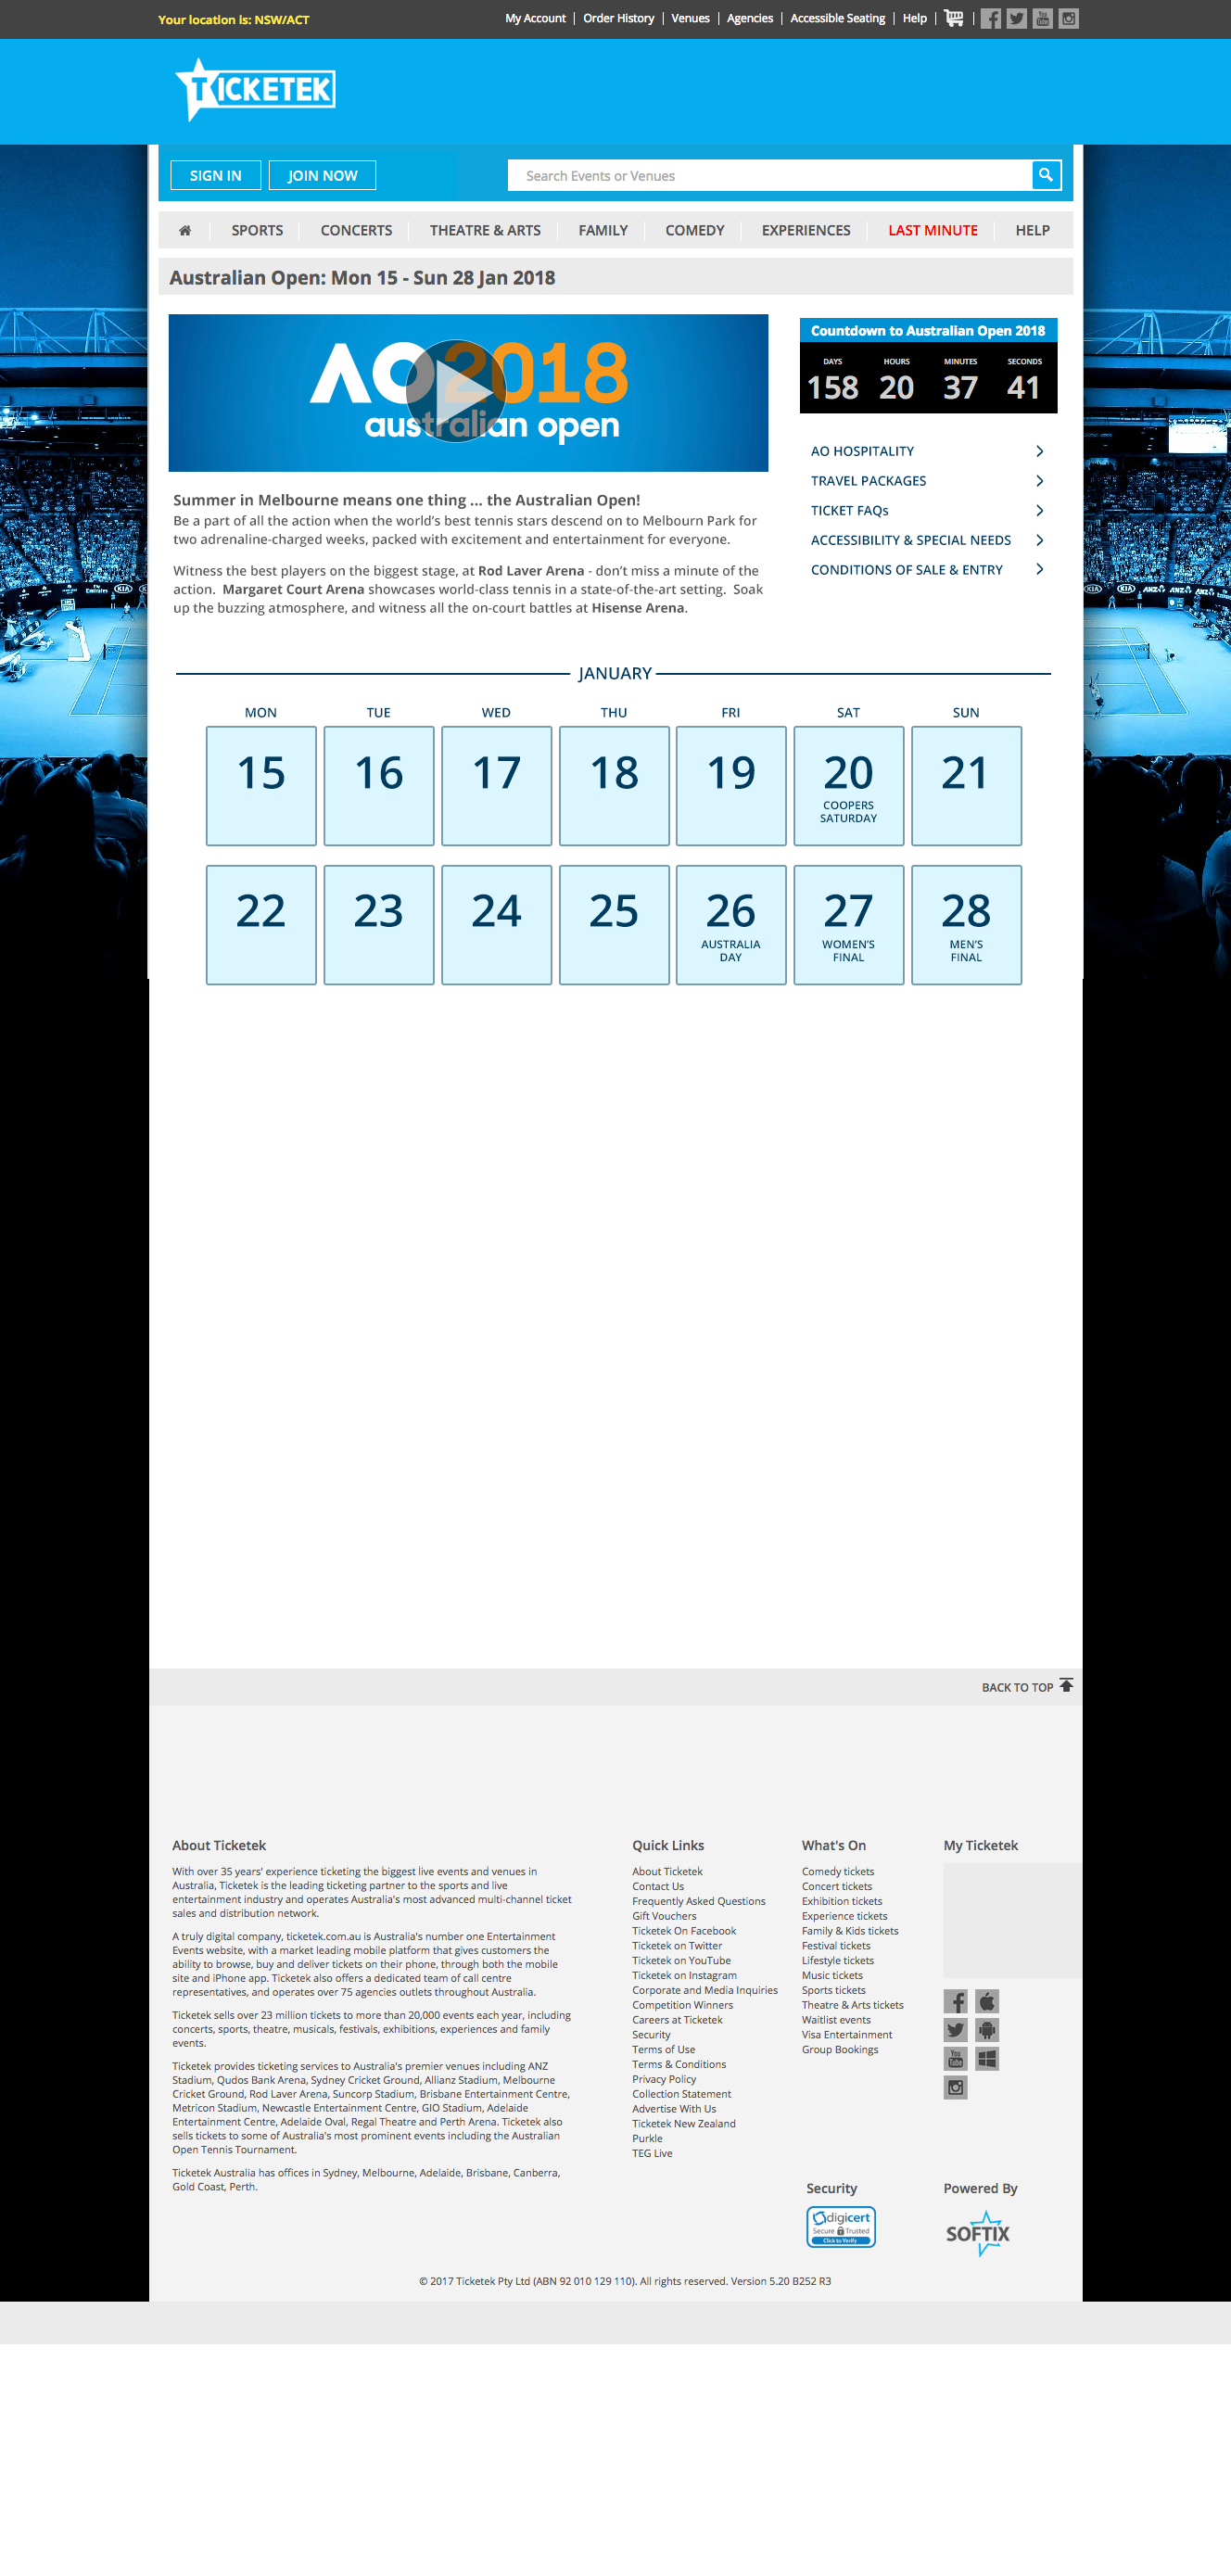 Your location is: NSW/ACT
My Account Order History Venues Agencies Accessible Seating Help
TICKETEK
SIGN IN JOIN NOW Search Events or Venues
SPORTS CONCERTS THEATRE & ARTS FAMILY COMEDY EXPERIENCES LAST MINUTE HELP
Australian Open: Mon 15 - Sun 28 Jan 2018
AO 2018
australian open
Countdown to Australian Open 2018
DAYS HOURS MINUTES SECONDS
158 20 37 41
AO HOSPITALITY
TRAVEL PACKAGES
TICKET FAQs
ACCESSIBILITY & SPECIAL NEEDS
CONDITIONS OF SALE & ENTRY
Summer in Melbourne means one thing ... the Australian Open!
Be a part of all the action when the world's best tennis stars descend on to Melbourn Park for
two adrenaline-charged weeks, packed with excitement and entertainment for everyone.
Witness the best players on the biggest stage, at Rod Laver Arena - don't miss a minute of the
action. Margaret Court Arena showcases world-class tennis in a state-of-the-art setting. Soak
up the buzzing atmosphere, and witness all the on-court battles at Hisense Arena.
KIA
KIA ANZ ANZ
JANUARY
MON TUE WED THU FRI SAT SUN
15 16 17 18 19 20 21
COOPERS
SATURDAY
22 23 24 25 26 27 28
AUSTRALIA WOMEN'S MEN'S
DAY FINAL FINAL
BACK TO TOP
About Ticketek
With over 35 years' experience ticketing the biggest live events and venues in
Australia, Ticketek is the leading ticketing partner to the sports and live
entertainment industry and operates Australia's most advanced multi-channel ticket
sales and distribution network.
A truly digital company, ticketek.com.au is Australia's number one Entertainment
Events website, with a market leading mobile platform that gives customers the
ability to browse, buy and deliver tickets on their phone, through both the mobile
site and iPhone app. Ticketek also offers a dedicated team of call centre
representatives, and operates over 75 agencies outlets throughout Australia.
Ticketek sells over 23 million tickets to more than 20,000 events each year, including
concerts, sports, theatre, musicals, festivals, exhibitions, experiences and family
events.
Ticketek provides ticketing services to Australia's premier venues including ANZ
Stadium, Qudos Bank Arena, Sydney Cricket Ground, Allianz Stadium, Melbourne
Cricket Ground, Rod Laver Arena, Suncorp Stadium, Brisbane Entertainment Centre,
Metricon Stadium, Newcastle Entertainment Centre, GIO Stadium, Adelaide
Entertainment Centre, Adelaide Oval, Regal Theatre and Perth Arena. Ticketek also
sells tickets to some of Australia's most prominent events including the Australian
Open Tennis Tournament.
Ticketek Australia has offices in Sydney, Melbourne, Adelaide, Brisbane, Canberra,
Gold Coast, Perth.
Quick Links
About Ticketek
Contact Us
Frequently Asked Questions
Gift Vouchers
Ticketek On Facebook
Ticketek on Twitter
Ticketek on YouTube
Ticketek on Instagram
Corporate and Media Inquiries
Competition Winners
Careers at Ticketek
Security
Terms of Use
Terms & Conditions
Privacy Policy
Collection Statement
Advertise With Us
Ticketek New Zealand
Purkle
TEG Live
What's On
Comedy tickets
Concert tickets
Exhibition tickets
Experience tickets
Family & Kids tickets
Festival tickets
Lifestyle tickets
Music tickets
Sports tickets
Theatre & Arts tickets
Waitlist events
Visa Entertainment
Group Bookings
My Ticketek
You
Tube
Security
digicert
Secure Trusted
Click to Verify
Powered By
SOFTIX
© 2017 Ticketek Pty Ltd (ABN 92 010 129 110). All rights reserved. Version 5.20 B252 R3